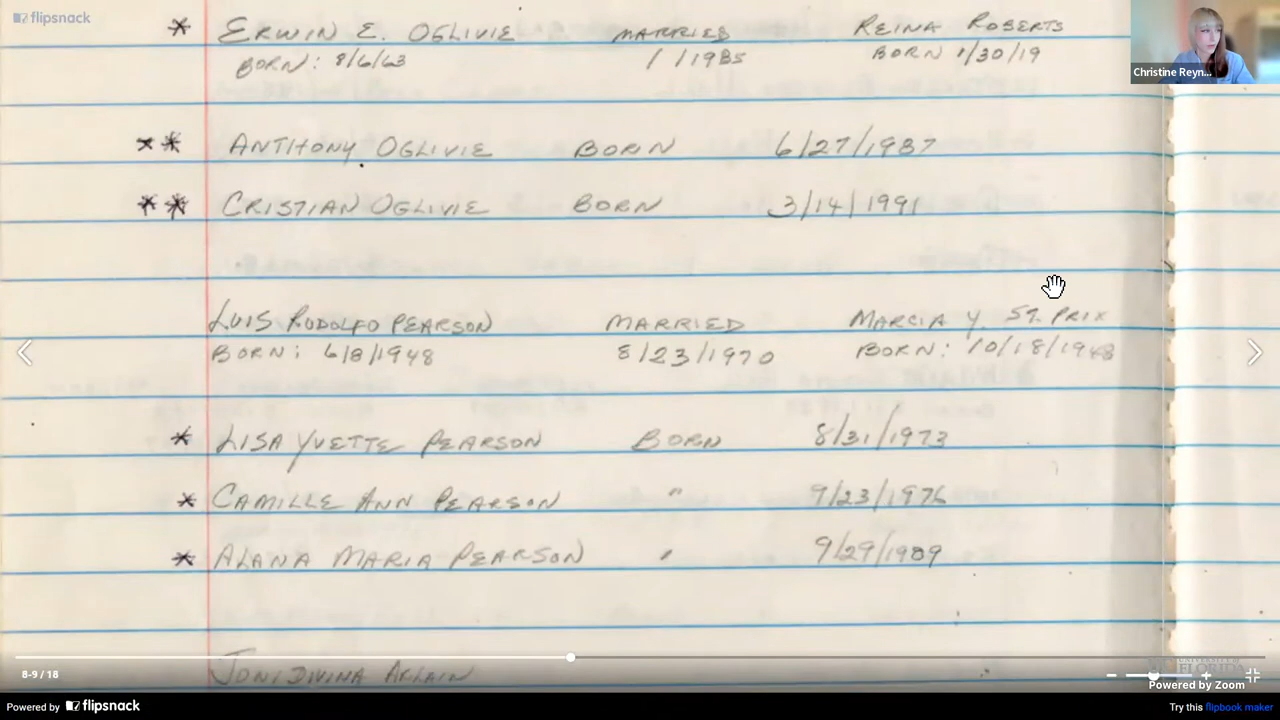 flipsnack
* ERWIN E. OGLIVIE MARRIED REINA ROBERTS
BORN: 8/6/63 / /1985 BORN 1/30/19
Christine Reyn...
** ANTHONY OGLIVIE BORN 6/27/1987
** CRISTIAN OGLIVIE BORN 3/14/1991
LUIS RODOLFO PEARSON MARRIED MARCIA Y. ST. PRIX
BORN: 6/8/1948 8/23/1970 BORN: 10/18/1948
* LISA YVETTE PEARSON BORN 8/31/1973
* CAMILLE ANN PEARSON " 9/23/1976
* ALANA MARIA PEARSON " 9/29/1989
JONI DIVINA
8-9 / 18
FLORIDA
Powered by Zoom
Powered by flipsnack
Try this flipbook maker